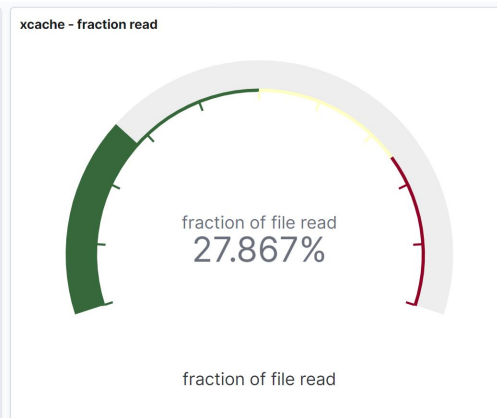 xcache - fraction read
fraction of file read
27.867%
fraction of file read